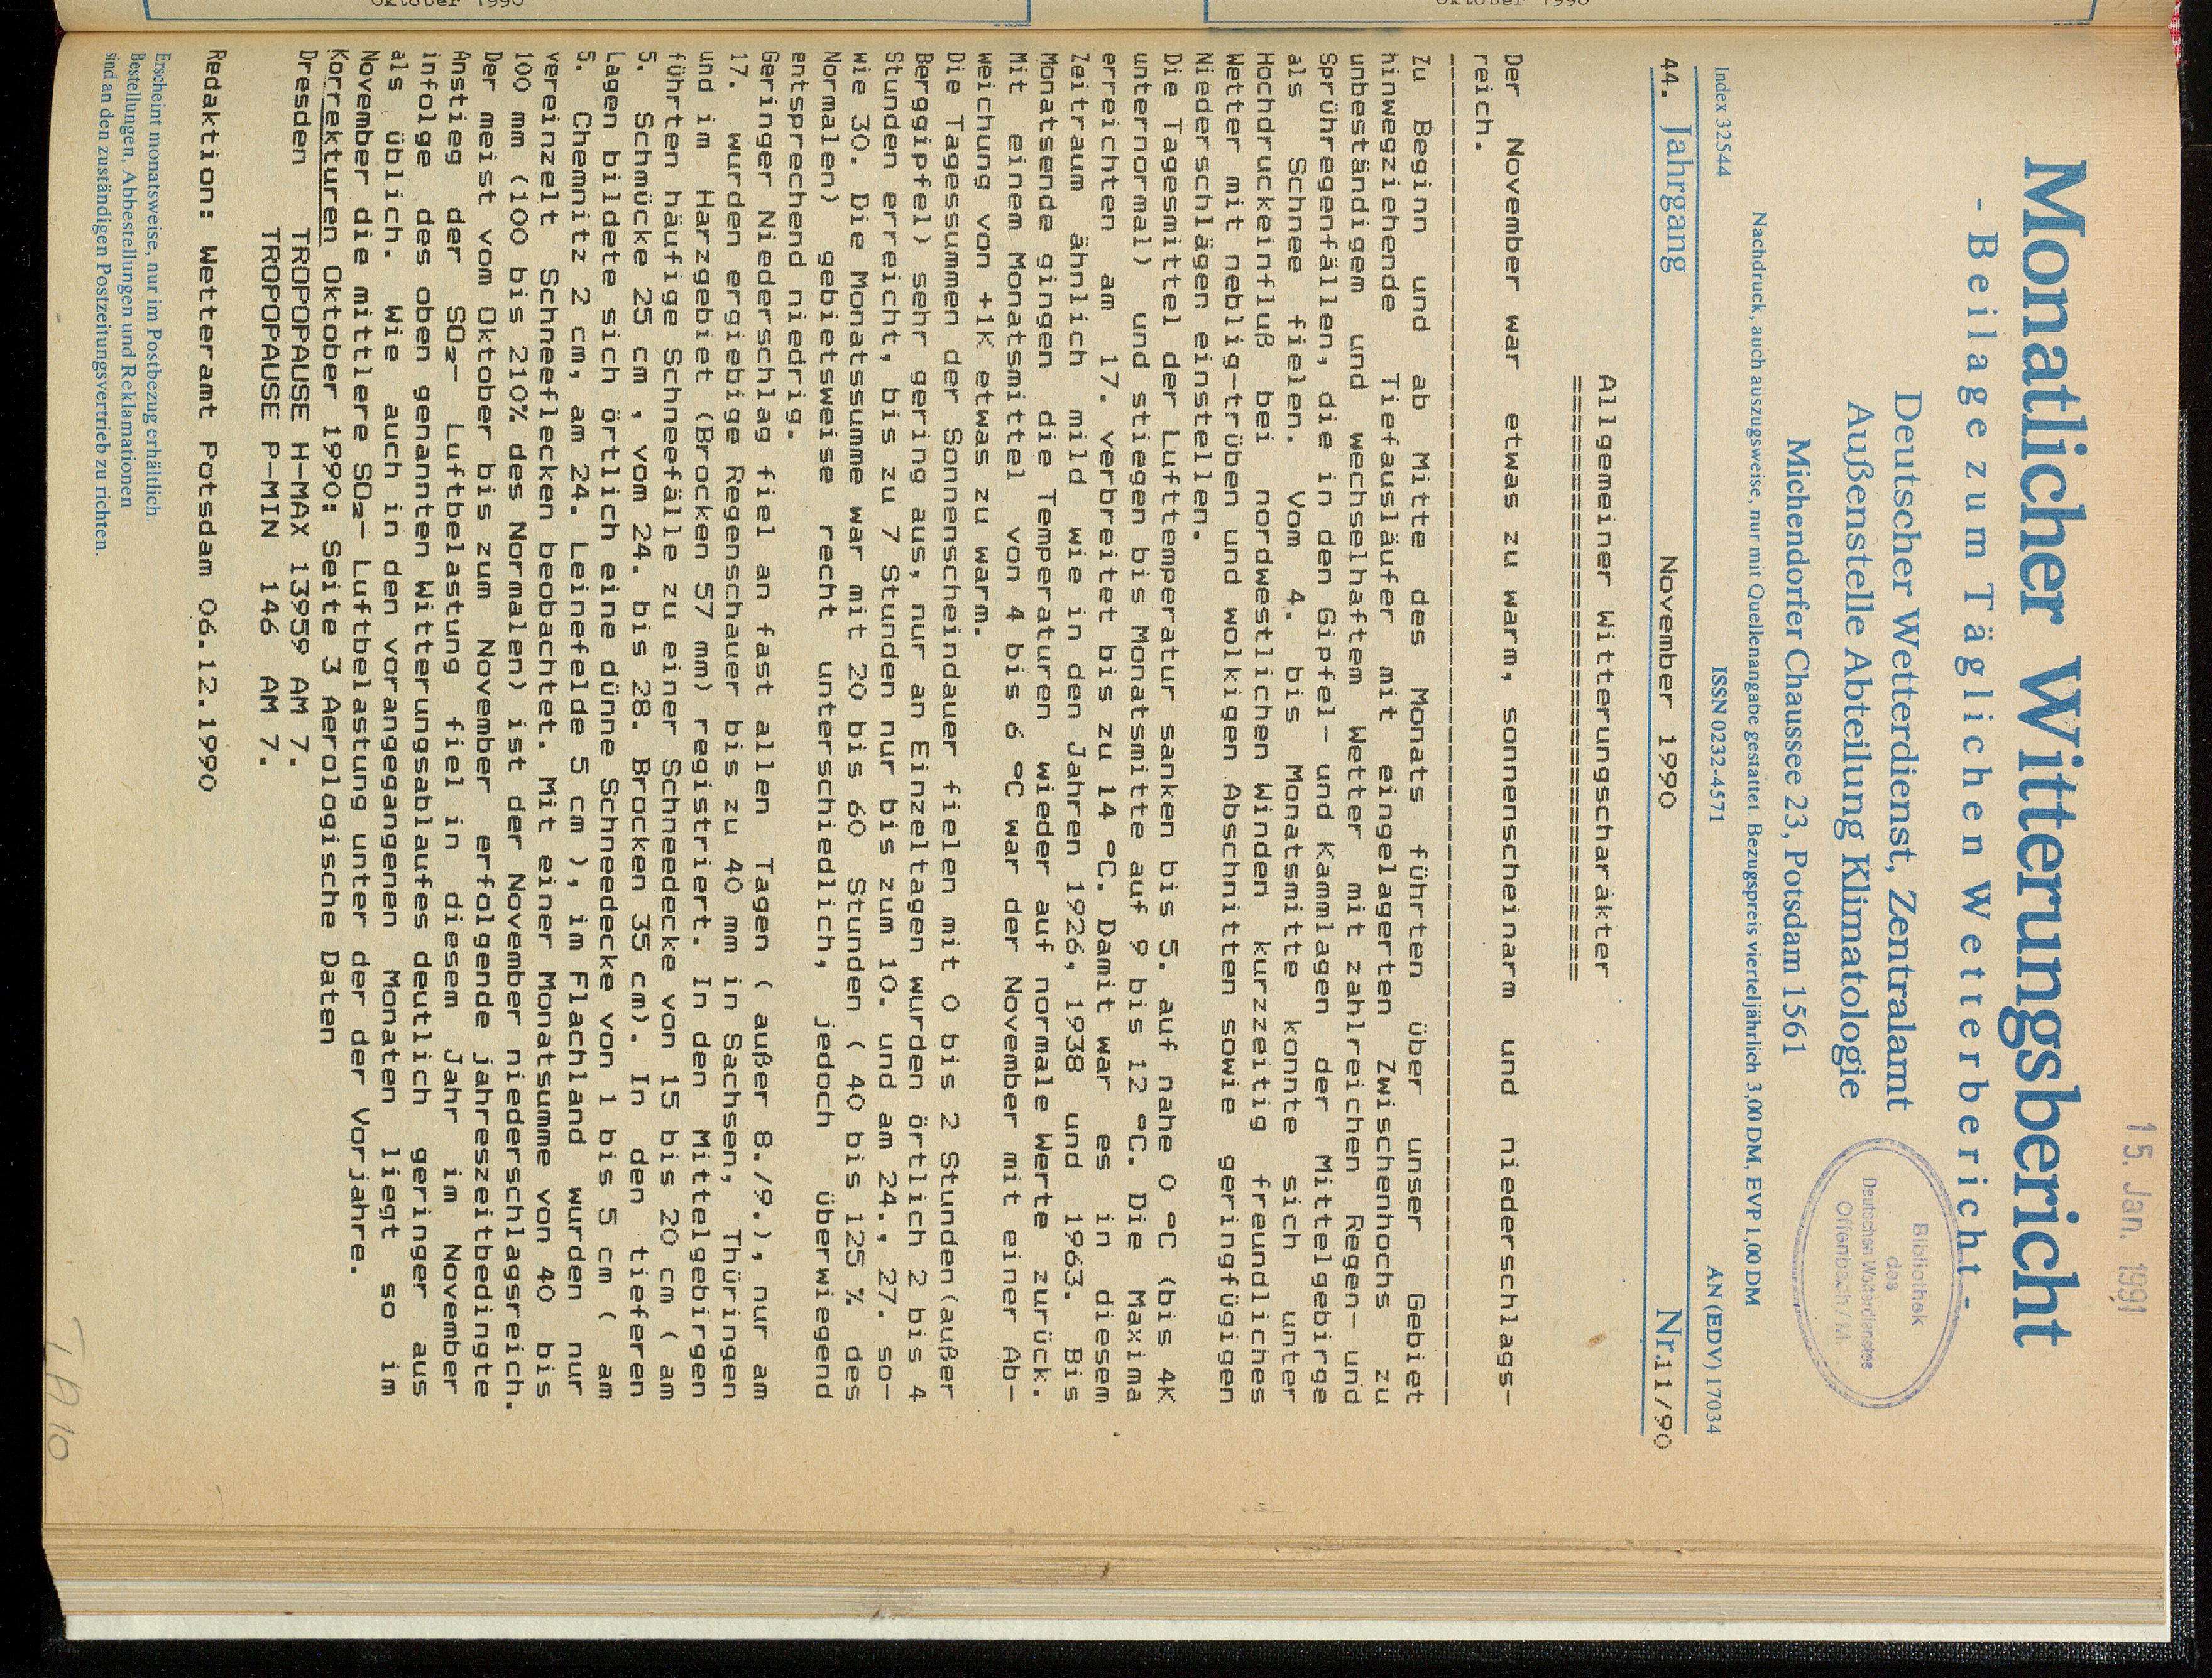 15. Jan. 1991
Monatlicher Witterungsbericht
- Beilage zum Täglichen Wetterbericht -
Deutscher Wetterdienst, Zentralamt
Außenstelle Abteilung Klimatologie
Michendorfer Chaussee 23, Potsdam 1561
Bibliothek
des
Deutschen Wetterdienstes
Offenbach / M.
Nachdruck, auch auszugsweise, nur mit Quellenangabe gestattet. Bezugspreis vierteljährlich 3,00 DM, EVP 1,00 DM
Index 32544 ISSN 0232-4571 AN (EDV) 17034
44. Jahrgang November 1990 Nr.11/90
Allgemeiner Witterungscharakter
===============================
Der November war etwas zu warm, sonnenscheinarm und niederschlags-
reich.
Zu Beginn und ab Mitte des Monats führten über unser Gebiet
hinwegziehende Tiefausläufer mit eingelagerten Zwischenhochs zu
unbeständigem und wechselhaftem Wetter mit zahlreichen Regen- und
Sprühregenfällen, die in den Gipfel- und Kammlagen der Mittelgebirge
als Schnee fielen. Vom 4. bis Monatsmitte konnte sich unter
Hochdruckeinfluß bei nordwestlichen Winden kurzzeitig freundliches
Wetter mit neblig-trüben und wolkigen Abschnitten sowie geringfügigen
Niederschlägen einstellen.
Die Tagesmittel der Lufttemperatur sanken bis 5. auf nahe 0 °C (bis 4K
unternormal) und stiegen bis Monatsmitte auf 9 bis 12 °C. Die Maxima
erreichten am 17. verbreitet bis zu 14 °C. Damit war es in diesem
Zeitraum ähnlich mild wie in den Jahren 1926, 1938 und 1963. Bis
Monatsende gingen die Temperaturen wieder auf normale Werte zurück.
Mit einem Monatsmittel von 4 bis 6 °C war der November mit einer Ab-
weichung von +1K etwas zu warm.
Die Tagessummen der Sonnenscheindauer fielen mit 0 bis 2 Stunden(außer
Berggipfel) sehr gering aus, nur an Einzeltagen wurden örtlich 2 bis 4
Stunden erreicht, bis zu 7 Stunden nur bis zum 10. und am 24., 27. so-
wie 30. Die Monatssumme war mit 20 bis 60 Stunden ( 40 bis 125 % des
Normalen) gebietsweise recht unterschiedlich, jedoch überwiegend
entsprechend niedrig.
Geringer Niederschlag fiel an fast allen Tagen ( außer 8./9.), nur am
17. wurden ergiebige Regenschauer bis zu 40 mm in Sachsen, Thüringen
und im Harzgebiet (Brocken 57 mm) registriert. In den Mittelgebirgen
führten häufige Schneefälle zu einer Schneedecke von 15 bis 20 cm ( am
5. Schmücke 25 cm , vom 24. bis 28. Brocken 35 cm). In den tieferen
Lagen bildete sich örtlich eine dünne Schneedecke von 1 bis 5 cm ( am
5. Chemnitz 2 cm, am 24. Leinefelde 5 cm ), im Flachland wurden nur
vereinzelt Schneeflecken beobachtet. Mit einer Monatsumme von 40 bis
100 mm (100 bis 210% des Normalen) ist der November niederschlagsreich.
Der meist vom Oktober bis zum November erfolgende jahreszeitbedingte
Anstieg der SO₂- Luftbelastung fiel in diesem Jahr im November
infolge des oben genannten Witterungsablaufes deutlich geringer aus
als üblich. Wie auch in den vorangegangenen Monaten liegt so im
November die mittlere SO₂- Luftbelastung unter der der Vorjahre.
Korrekturen Oktober 1990: Seite 3 Aerologische Daten
Dresden TROPOPAUSE H-MAX 13959 AM 7.
TROPOPAUSE P-MIN 146 AM 7.
Redaktion: Wetteramt Potsdam 06.12.1990
Erscheint monatsweise, nur im Postbezug erhältlich.
Bestellungen, Abbestellungen und Reklamationen
sind an den zuständigen Postzeitungsvertrieb zu richten.
Oktober 1990
Oktober 1990